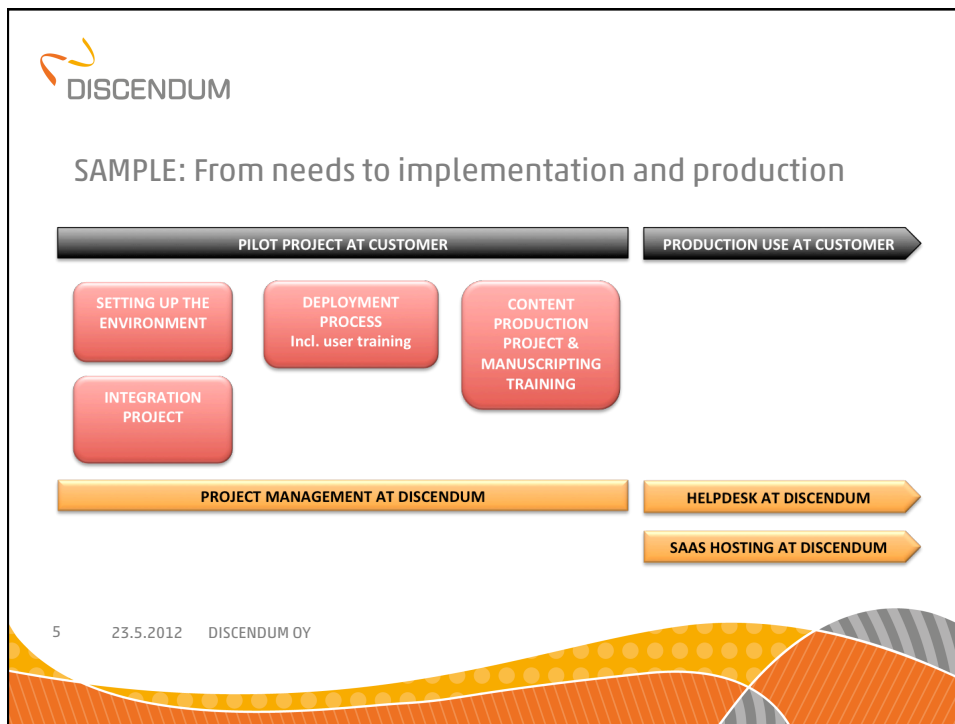 DISCENDUM
SAMPLE: From needs to implementation and production
PILOT PROJECT AT CUSTOMER
PRODUCTION USE AT CUSTOMER
SETTING UP THE
ENVIRONMENT
DEPLOYMENT
PROCESS
Incl. user training
CONTENT
PRODUCTION
PROJECT &
MANUSCRIPTING
TRAINING
INTEGRATION
PROJECT
PROJECT MANAGEMENT AT DISCENDUM
HELPDESK AT DISCENDUM
SAAS HOSTING AT DISCENDUM
5 23.5.2012 DISCENDUM OY